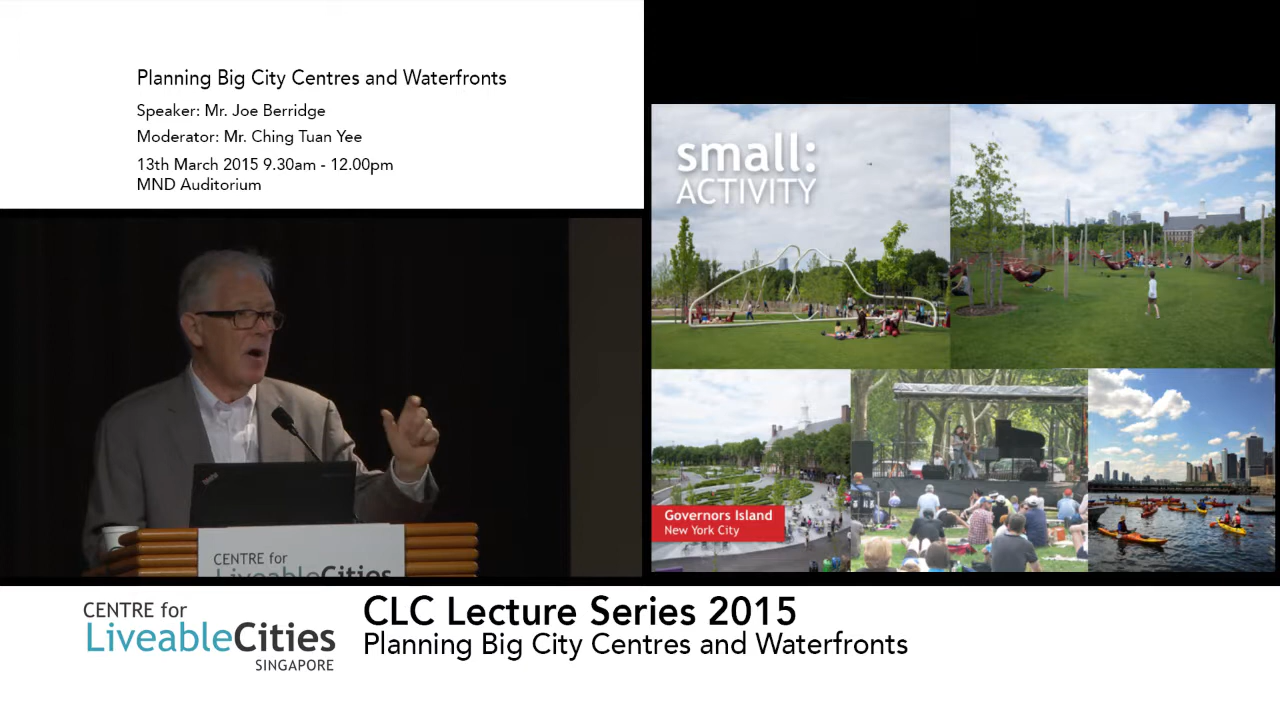 Planning Big City Centres and Waterfronts
Speaker: Mr. Joe Berridge
Moderator: Mr. Ching Tuan Yee
13th March 2015 9.30am - 12.00pm
MND Auditorium
small:
ACTIVITY
Governors Island
New York City
CENTRE for
LiveableCities
CENTRE for
LiveableCities
SINGAPORE
CLC Lecture Series 2015
Planning Big City Centres and Waterfronts